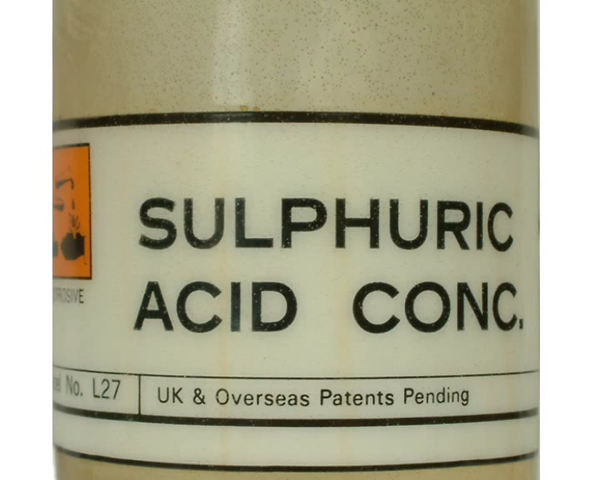 SULPHURIC
ACID CONC.
No. L27
UK & Overseas Patents Pending